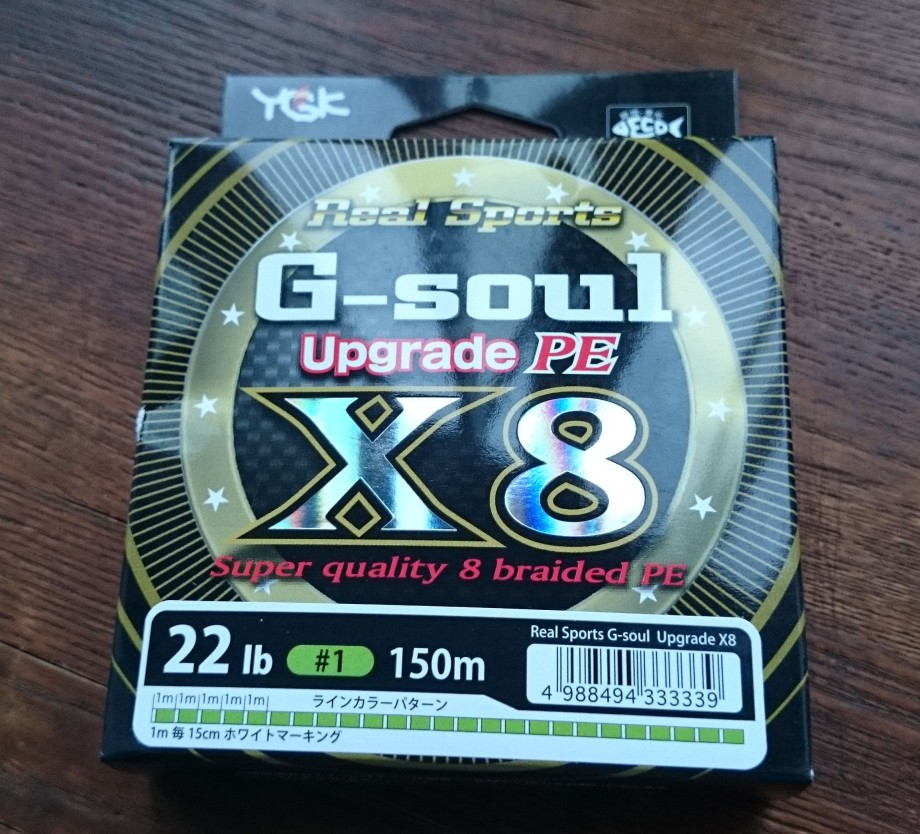 YGK
DECOY
Real Sports
G-soul
Upgrade PE
X8
Super quality 8 braided PE
22 lb #1 150m
Real Sports G-soul Upgrade X8
4 988494 333339
1m 1m 1m 1m 1m ラインカラーパターン
1m 毎 15cm ホワイトマーキング